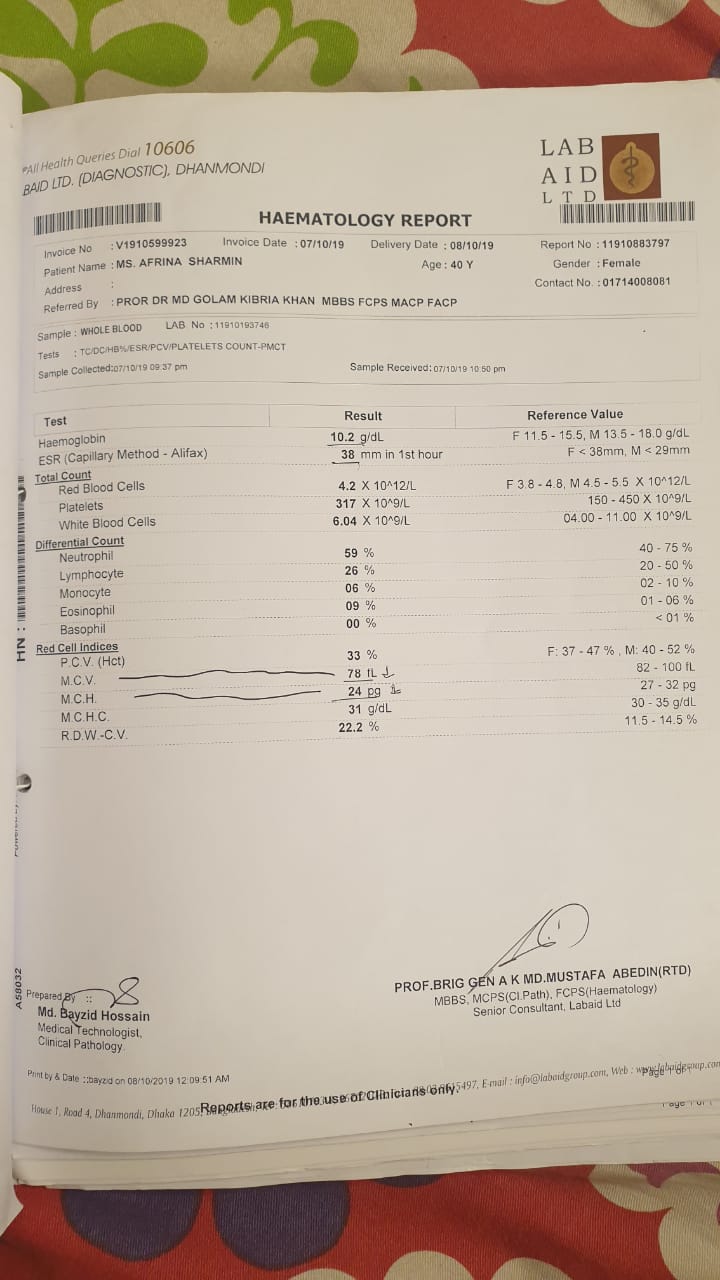 *All Health Queries Dial 10606
BAID LTD. (DIAGNOSTIC), DHANMONDI
LAB
AID
LTD
HAEMATOLOGY REPORT
Invoice No : V1910599923 Invoice Date : 07/10/19 Delivery Date : 08/10/19 Report No : 11910883797
Patient Name : MS. AFRINA SHARMIN Age : 40 Y Gender : Female
Address : Contact No. : 01714008081
Referred By : PROR DR MD GOLAM KIBRIA KHAN MBBS FCPS MACP FACP
Sample : WHOLE BLOOD LAB No : 11910193746
Tests : TC/DC/HB%/ESR/PCV/PLATELETS COUNT-PMCT
Sample Collected:07/10/19 09:37 pm Sample Received: 07/10/19 10:50 pm
Test Result Reference Value
Haemoglobin 10.2 g/dL F 11.5 - 15.5, M 13.5 - 18.0 g/dL
ESR (Capillary Method - Alifax) 38 mm in 1st hour F < 38mm, M < 29mm
Total Count
Red Blood Cells 4.2 X 10^12/L F 3.8 - 4.8, M 4.5 - 5.5 X 10^12/L
Platelets 317 X 10^9/L 150 - 450 X 10^9/L
White Blood Cells 6.04 X 10^9/L 04.00 - 11.00 X 10^9/L
Differential Count
Neutrophil 59 % 40 - 75 %
Lymphocyte 26 % 20 - 50 %
Monocyte 06 % 02 - 10 %
Eosinophil 09 % 01 - 06 %
Basophil 00 % < 01 %
Red Cell Indices
P.C.V. (Hct) 33 % F: 37 - 47 % , M: 40 - 52 %
M.C.V. 78 fL ↓ 82 - 100 fL
M.C.H. 24 pg ↓ 27 - 32 pg
M.C.H.C. 31 g/dL 30 - 35 g/dL
R.D.W.-C.V. 22.2 % 11.5 - 14.5 %
HN :
A58032
Prepared By ::
Md. Bayzid Hossain
Medical Technologist,
Clinical Pathology
PROF.BRIG GEN A K MD.MUSTAFA ABEDIN(RTD)
MBBS, MCPS(Cl.Path), FCPS(Haematology)
Senior Consultant, Labaid Ltd
Print by & Date ::bayzid on 08/10/2019 12:09:51 AM Page 1 of 1
House 1, Road 4, Dhanmondi, Dhaka 1205, E-mail : info@labaidgroup.com, Web : www.labaidgroup.com
Reports are for the use of Clinicians only.
Page 1 of 1